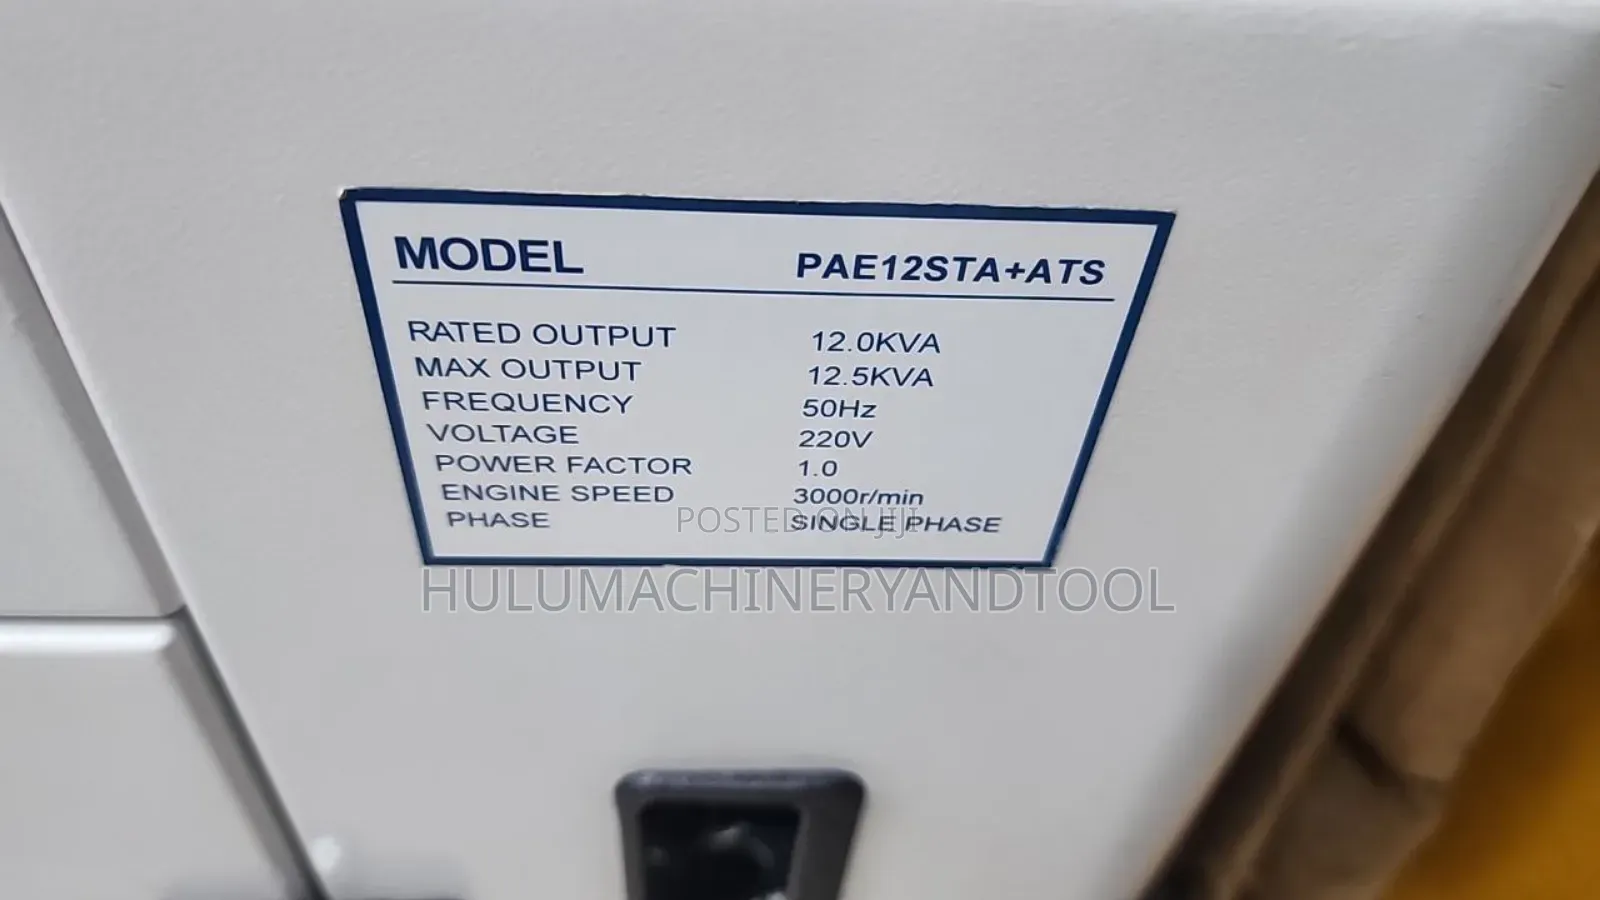 MODEL PAE12STA+ATS
RATED OUTPUT 12.0KVA
MAX OUTPUT 12.5KVA
FREQUENCY 50Hz
VOLTAGE 220V
POWER FACTOR 1.0
ENGINE SPEED 3000r/min
PHASE SINGLE PHASE
POSTED ON JIJI
HULUMACHINERYANDTOOL